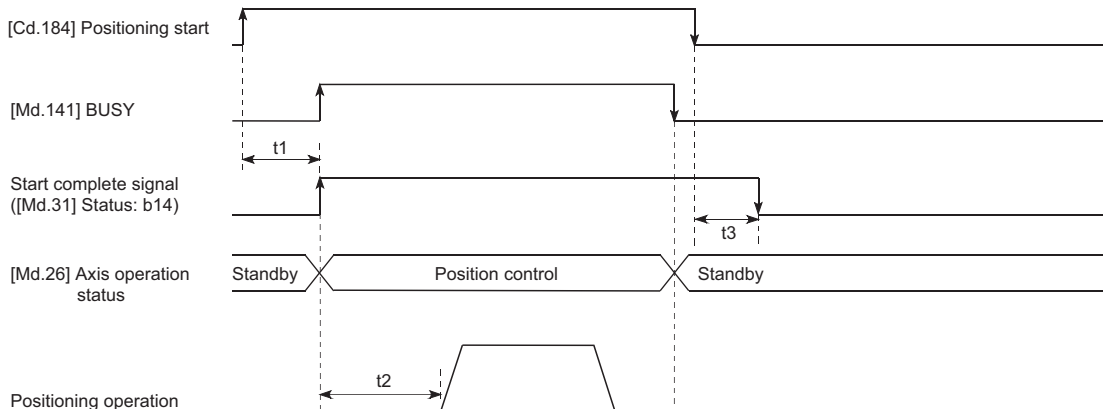 [Cd.184] Positioning start
[Md.141] BUSY
t1
Start complete signal
([Md.31] Status: b14)
t3
[Md.26] Axis operation
status
Standby
Position control
Standby
t2
Positioning operation